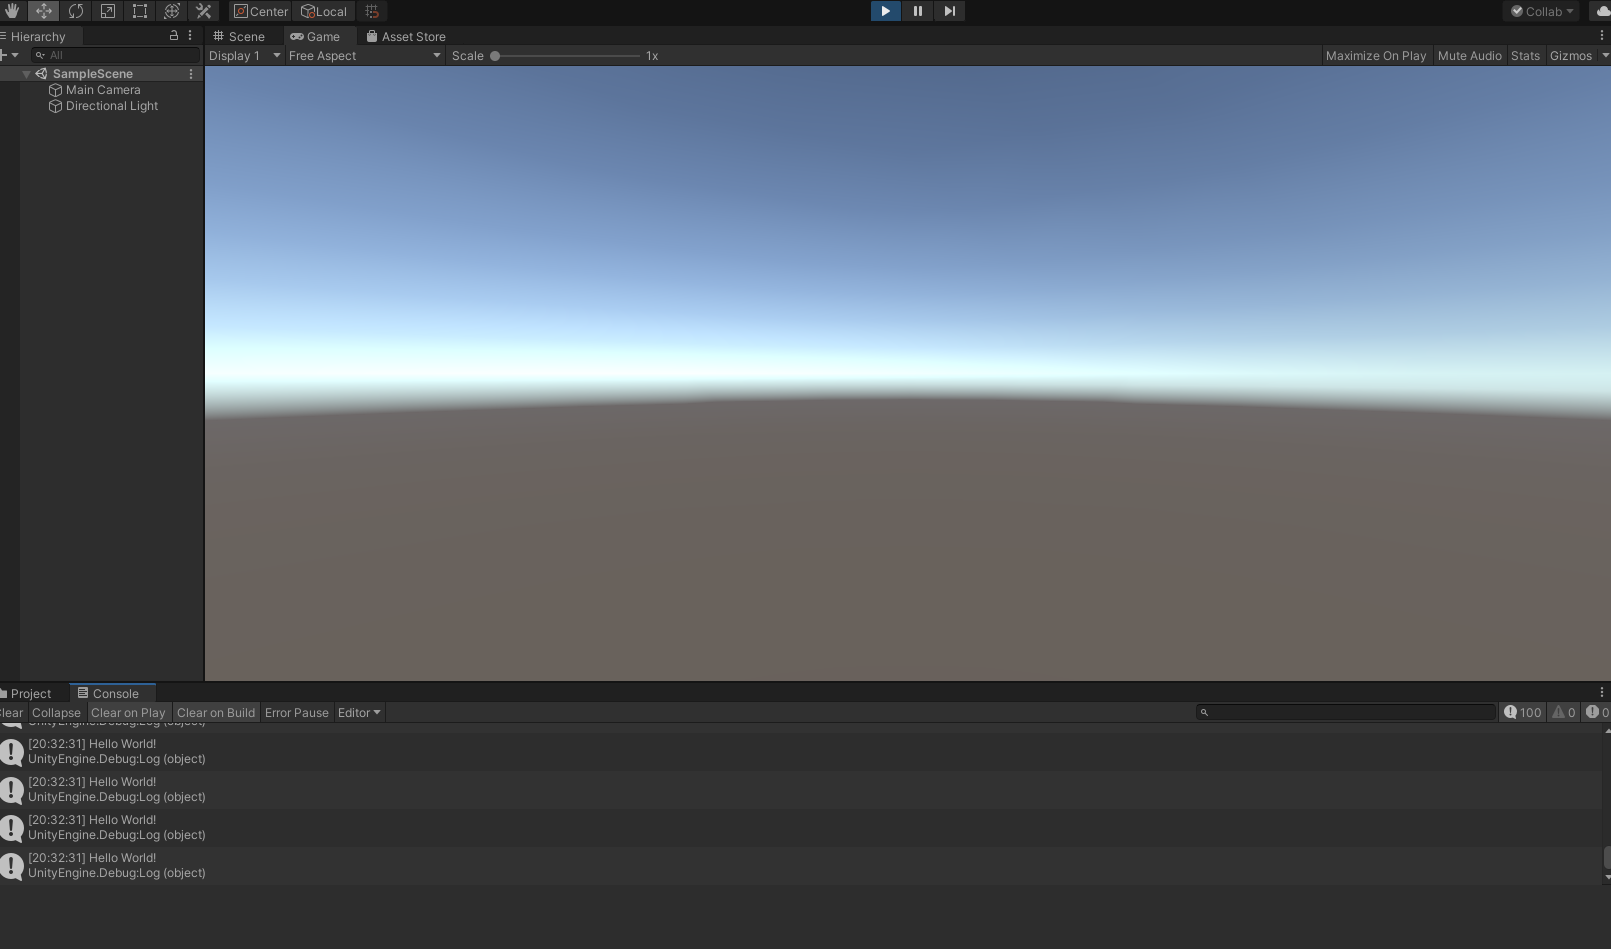 Center Local Collab
Hierarchy Scene Game Asset Store
All Display 1 Free Aspect Scale 1x Maximize On Play Mute Audio Stats Gizmos
SampleScene
Main Camera
Directional Light
Project Console
Collapse Clear on Play Clear on Build Error Pause Editor 100 0 0
UnityEngine.Debug:Log (object)
[20:32:31] Hello World!
UnityEngine.Debug:Log (object)
[20:32:31] Hello World!
UnityEngine.Debug:Log (object)
[20:32:31] Hello World!
UnityEngine.Debug:Log (object)
[20:32:31] Hello World!
UnityEngine.Debug:Log (object)